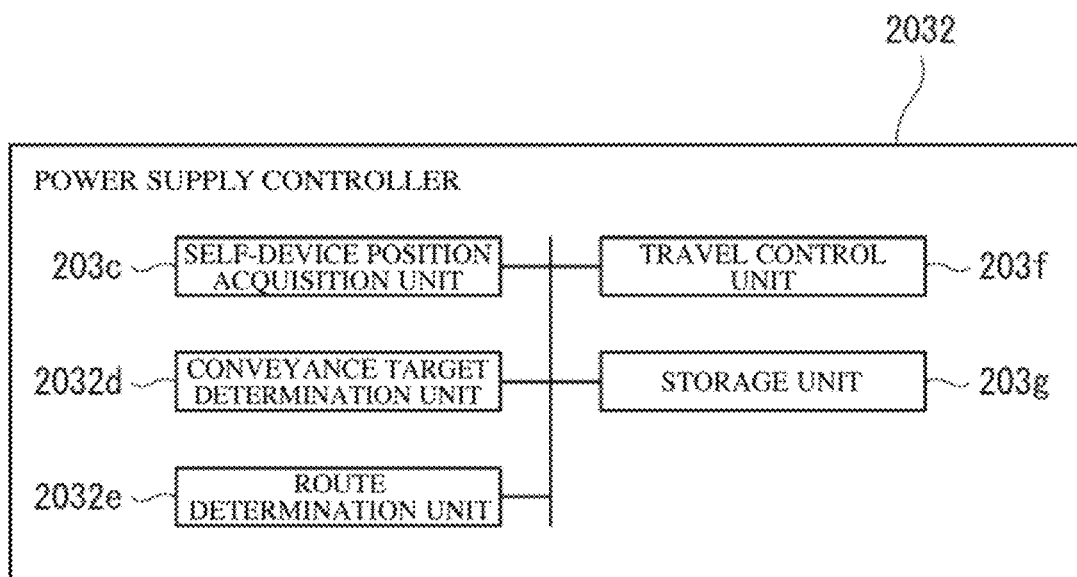 2032
POWER SUPPLY CONTROLLER
203c
SELF-DEVICE POSITION
ACQUISITION UNIT
TRAVEL CONTROL
UNIT
203f
2032d
CONVEYANCE TARGET
DETERMINATION UNIT
STORAGE UNIT
203g
2032e
ROUTE
DETERMINATION UNIT